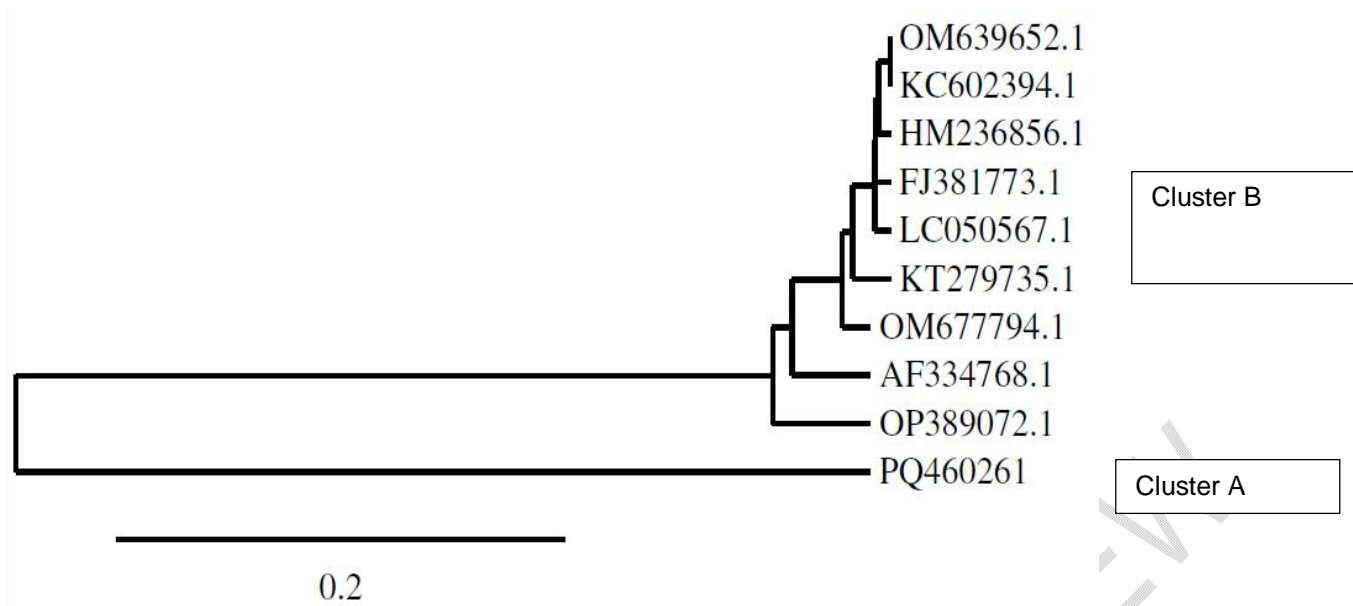 OM639652.1
KC602394.1
HM236856.1
FJ381773.1
Cluster B
LC050567.1
KT279735.1
OM677794.1
AF334768.1
OP389072.1
PQ460261
Cluster A
0.2